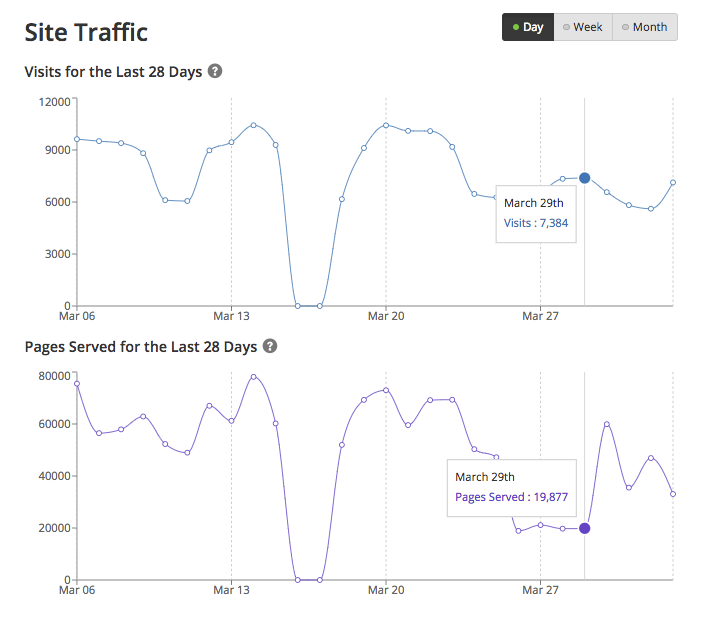 Site Traffic
Day Week Month
Visits for the Last 28 Days ?
12000
9000
6000
3000
0
March 29th
Visits : 7,384
Mar 06 Mar 13 Mar 20 Mar 27
Pages Served for the Last 28 Days ?
80000
60000
40000
20000
0
March 29th
Pages Served : 19,877
Mar 06 Mar 13 Mar 20 Mar 27